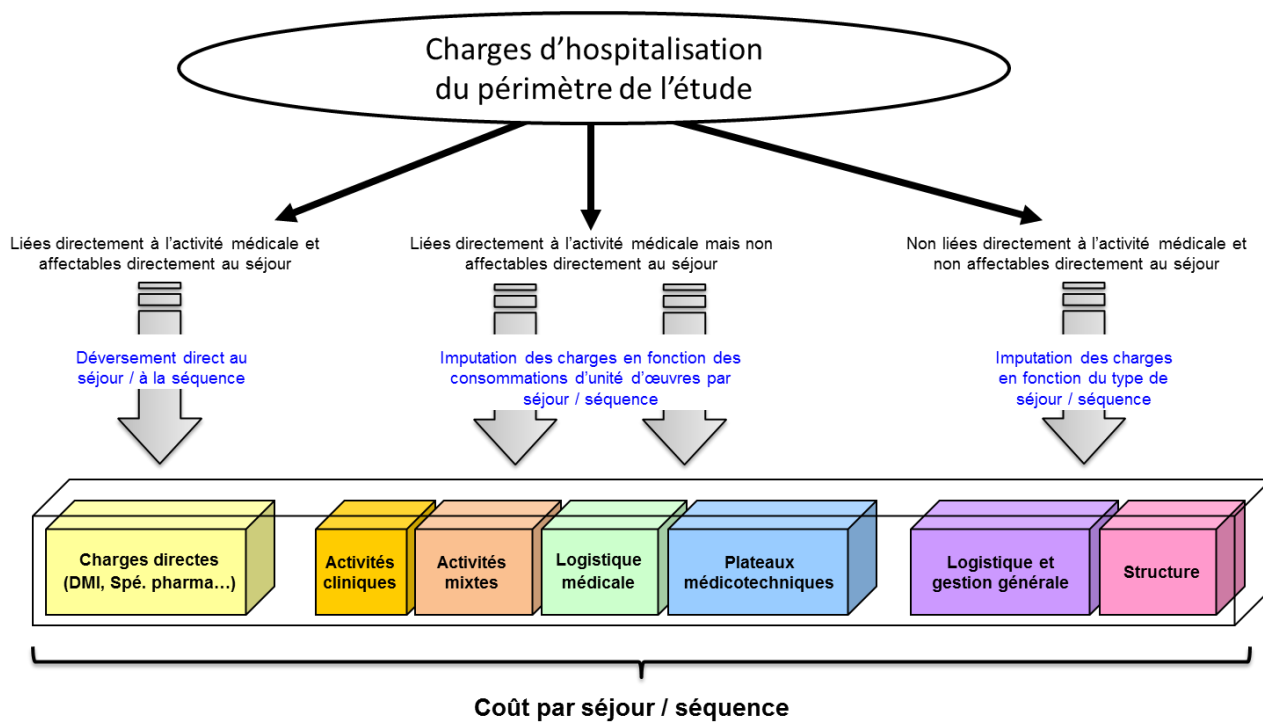 Charges d'hospitalisation
du périmètre de l'étude
Liées directement à l'activité médicale et
affectables directement au séjour
Liées directement à l'activité médicale mais non
affectables directement au séjour
Non liées directement à l'activité médicale et
non affectables directement au séjour
Déversement direct au
séjour / à la séquence
Imputation des charges en fonction des
consommations d'unité d'œuvres par
séjour / séquence
Imputation des charges
en fonction du type de
séjour / séquence
Charges directes
(DMI, Spé. pharma…)
Activités
cliniques
Activités
mixtes
Logistique
médicale
Plateaux
médicotechniques
Logistique et
gestion générale
Structure
Coût par séjour / séquence